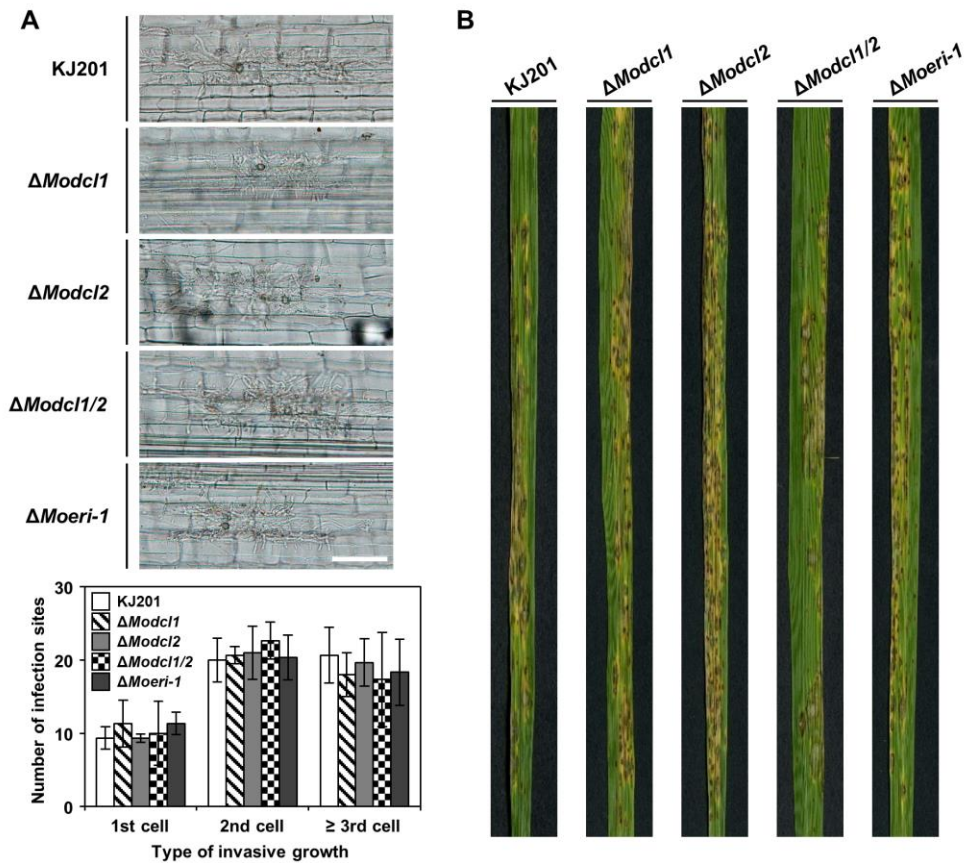 A
KJ201
ΔModcl1
ΔModcl2
ΔModcl1/2
ΔMoeri-1
30
20
10
0
Number of infection sites
KJ201
ΔModcl1
ΔModcl2
ΔModcl1/2
ΔMoeri-1
1st cell 2nd cell ≥ 3rd cell
Type of invasive growth
B
KJ201 ΔModcl1 ΔModcl2 ΔModcl1/2 ΔMoeri-1